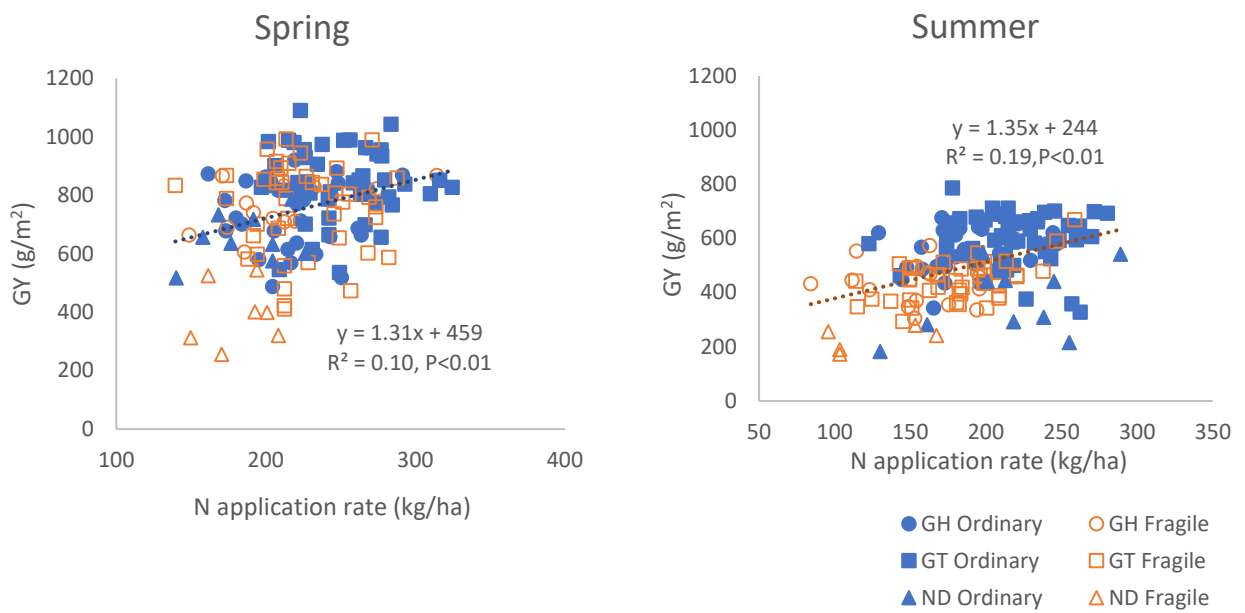 Spring
GY (g/m²)
1200
1000
800
600
400
200
0
y = 1.31x + 459
R² = 0.10, P<0.01
100
200
300
400
N application rate (kg/ha)
Summer
GY (g/m²)
1200
1000
800
600
400
200
0
y = 1.35x + 244
R² = 0.19,P<0.01
50
100
150
200
250
300
350
N application rate (kg/ha)
GH Ordinary
GH Fragile
GT Ordinary
GT Fragile
ND Ordinary
ND Fragile